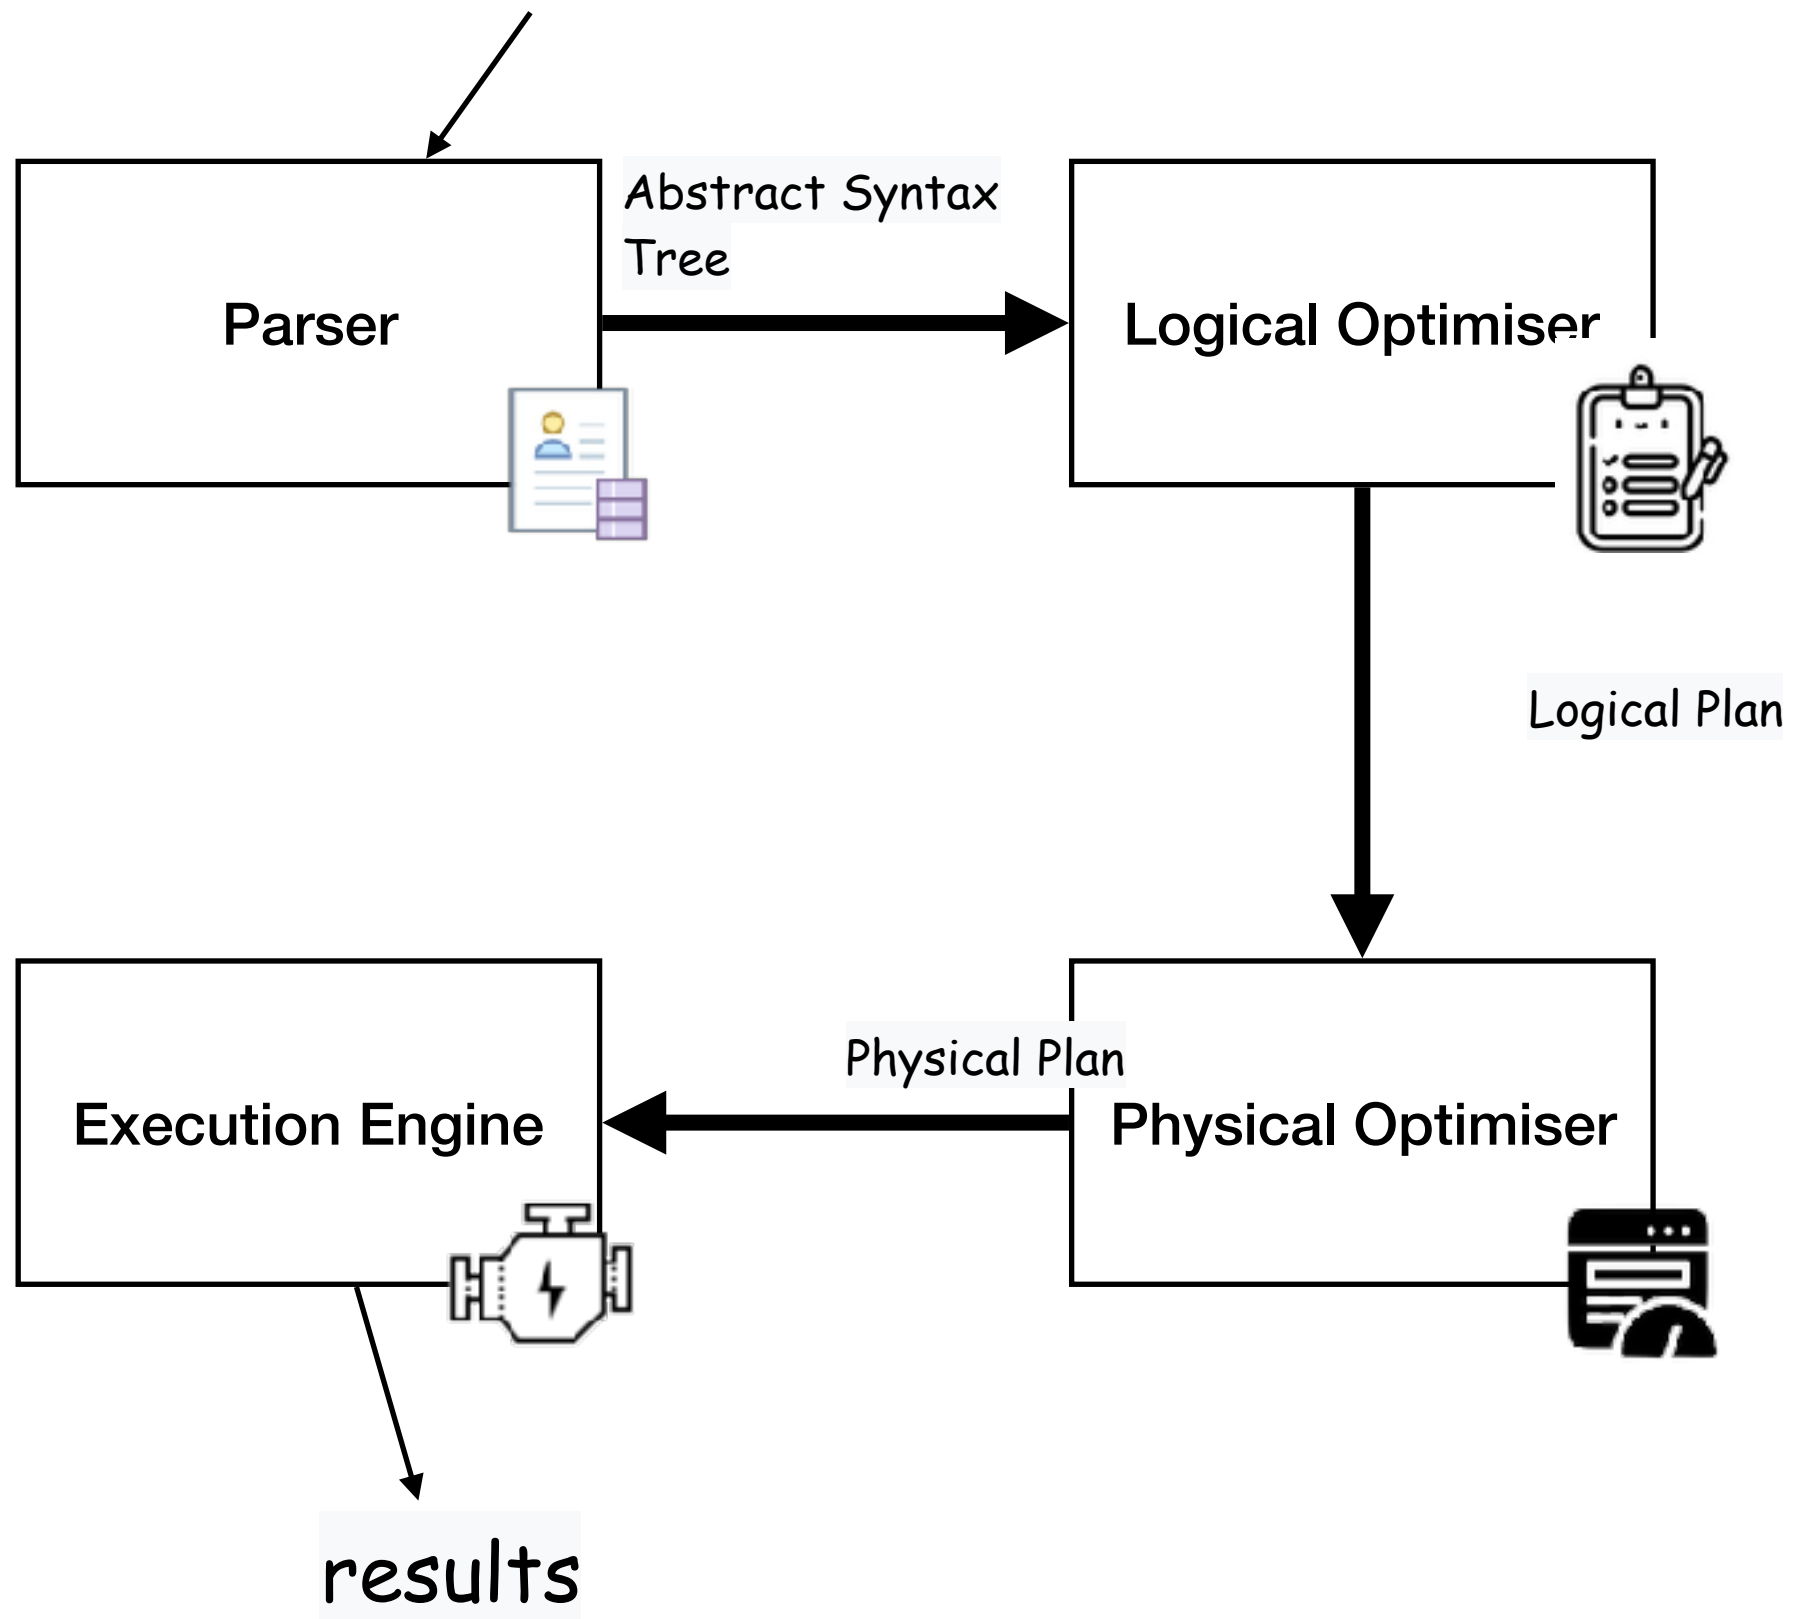 Abstract Syntax
Tree
Parser
Logical Optimiser
Logical Plan
Physical Plan
Execution Engine
Physical Optimiser
results